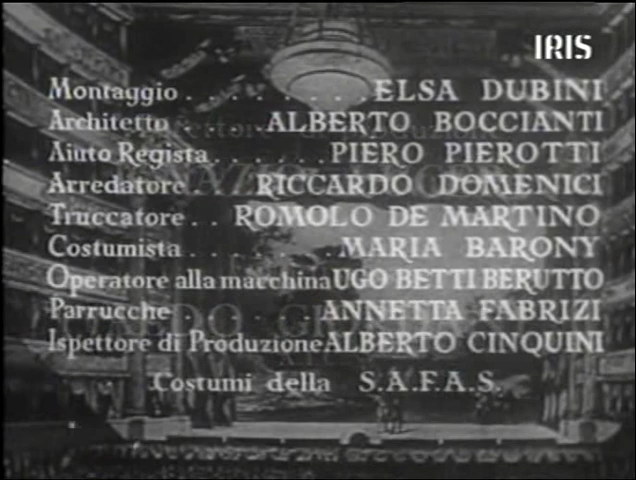 IRIS
Montaggio . . . . . . . ELSA DUBINI
Architetto . . . . . ALBERTO BOCCIANTI
Aiuto Regista . . . . . . PIERO PIEROTTI
Arredatore . . . RICCARDO DOMENICI
Truccatore . . ROMOLO DE MARTINO
Costumista . . . . . . . MARIA BARONY
Operatore alla macchina UGO BETTI BERUTTO
Parrucche . . . . . . ANNETTA FABRIZI
Ispettore di Produzione ALBERTO CINQUINI
Costumi della S.A.F.A.S.